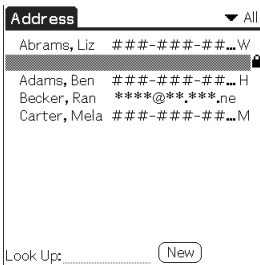 Address All
Abrams, Liz ###-###-##...W
Adams, Ben ###-###-##...H
Becker, Ran ****@**.***.ne
Carter, Mela ###-###-##...M
Look Up: New